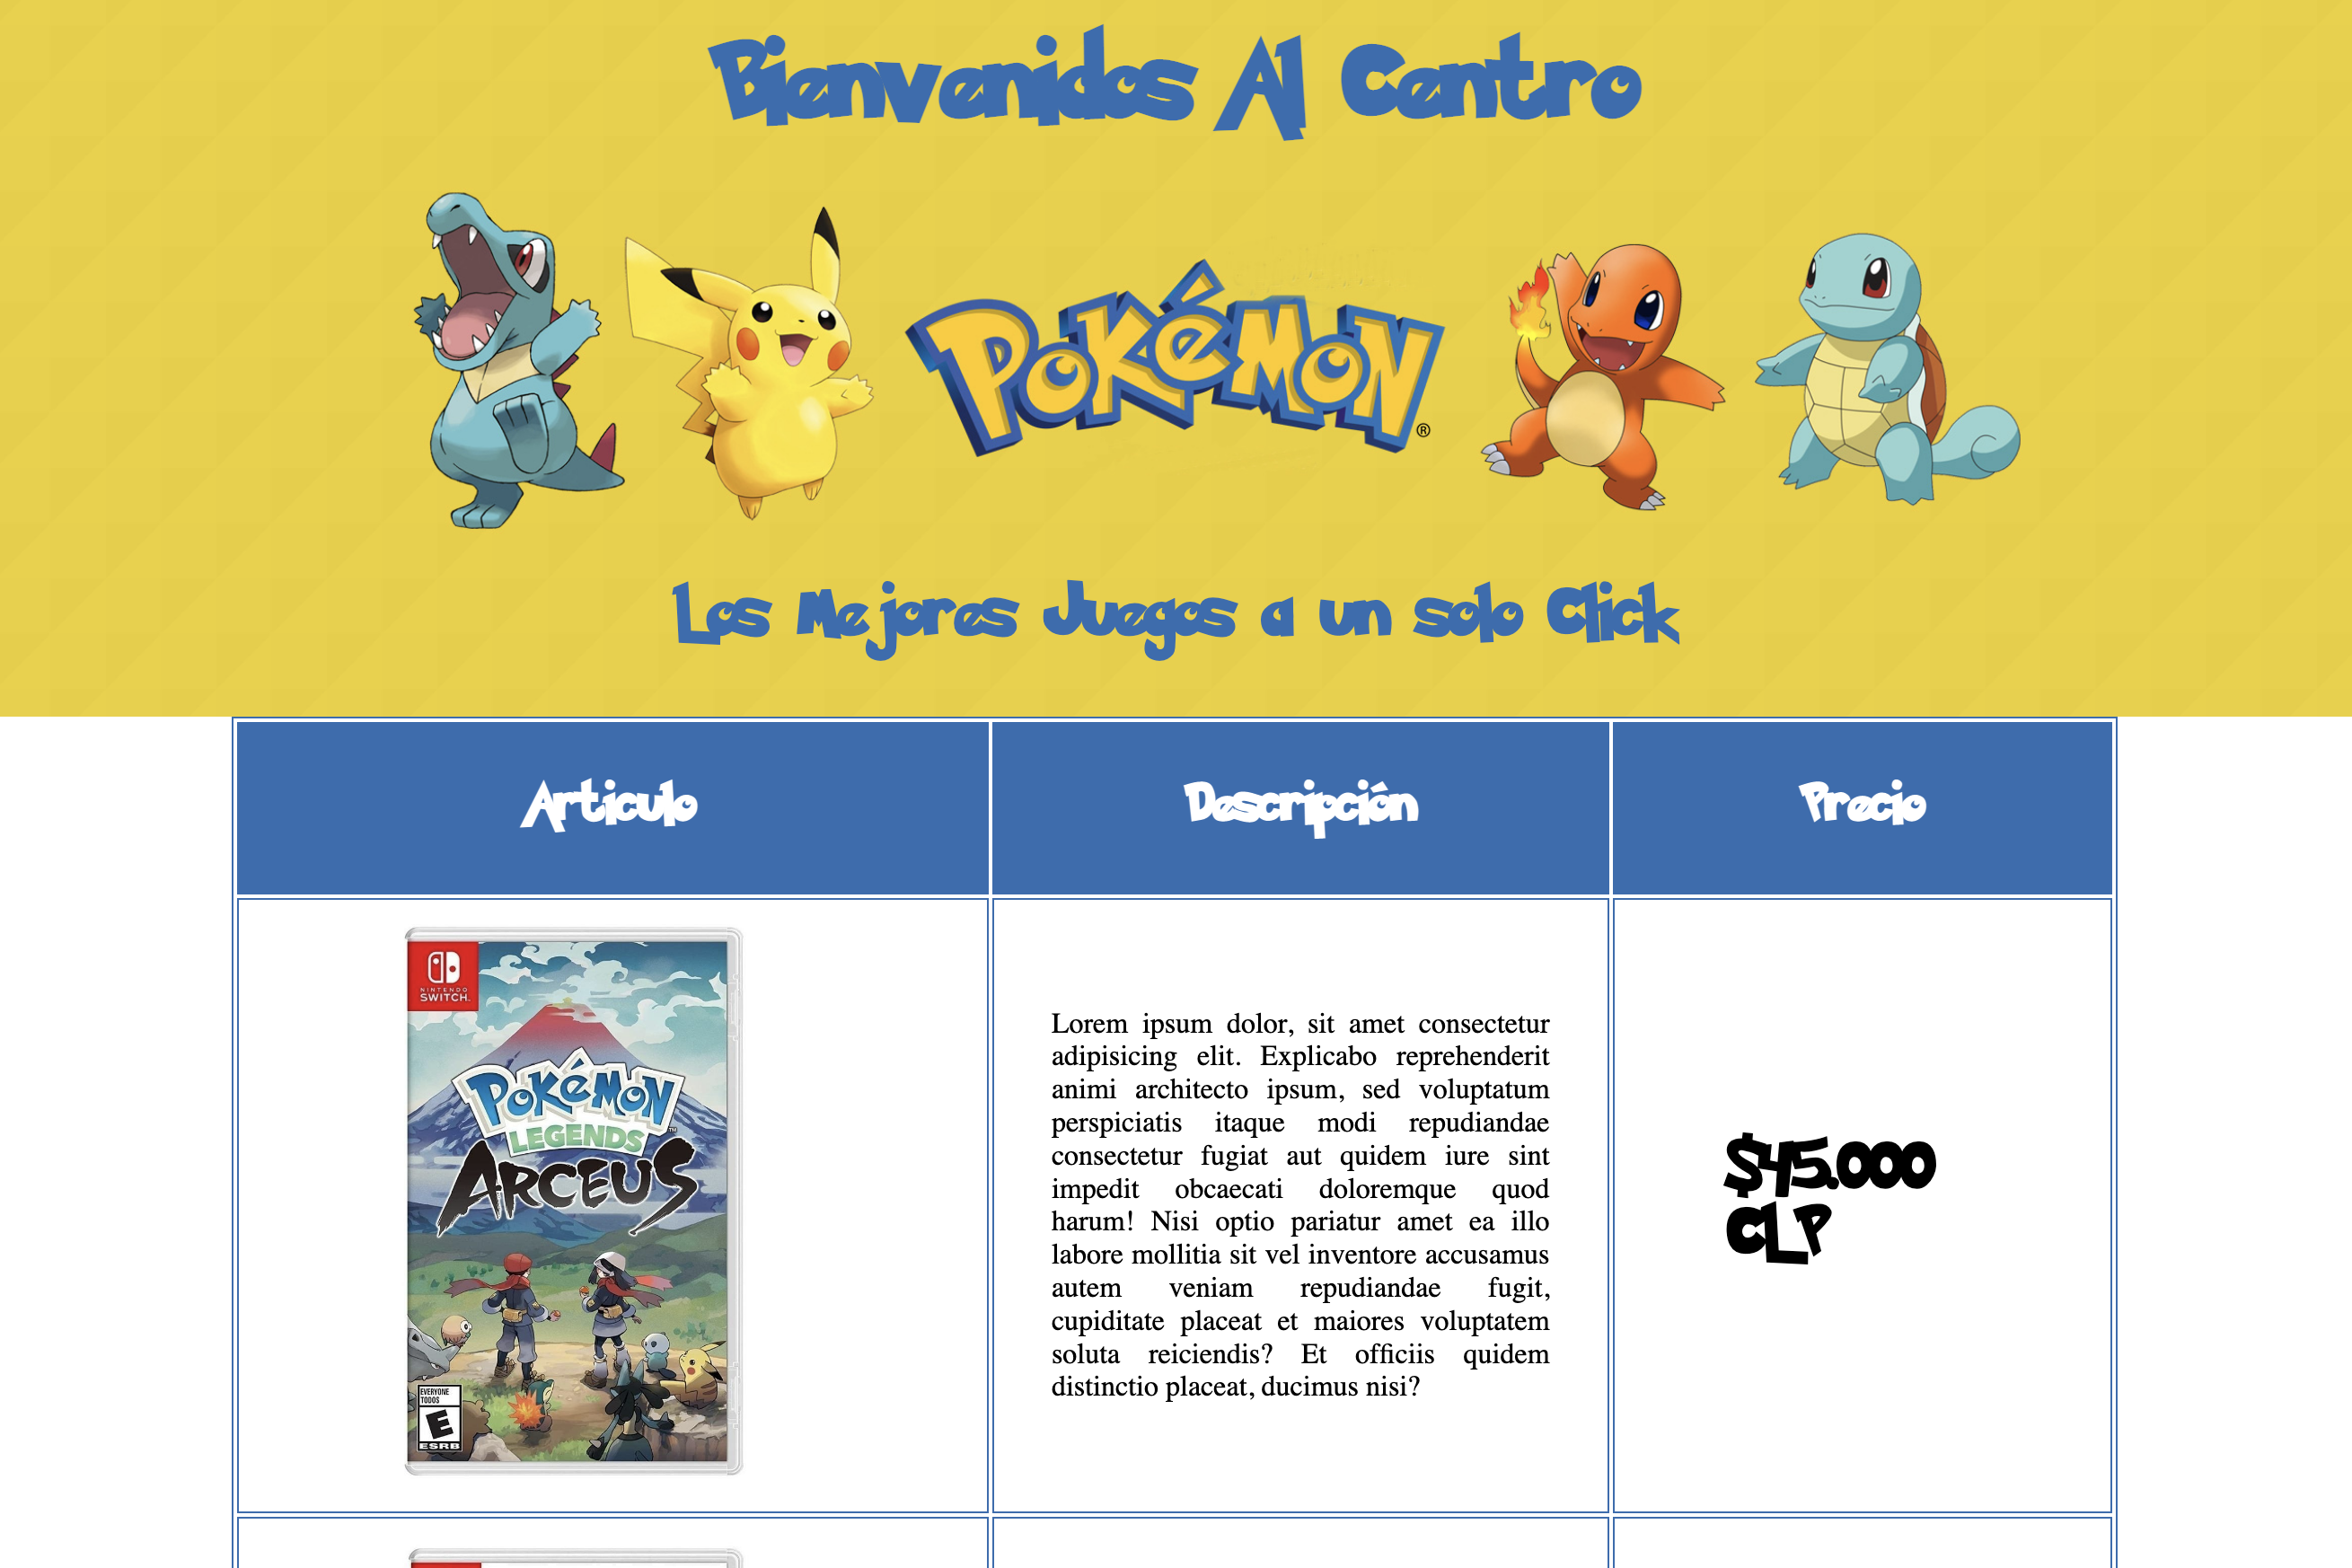 Bienvenidos Al Centro
POKéMON®
Los Mejores Juegos a un solo Click
Articulo
Descripción
Precio
NINTENDO
SWITCH™
POKéMON
LEGENDS™
ARCEUS
EVERYONE
TODOS
E
ESRB
Lorem ipsum dolor, sit amet consectetur
adipisicing elit. Explicabo reprehenderit
animi architecto ipsum, sed voluptatum
perspiciatis itaque modi repudiandae
consectetur fugiat aut quidem iure sint
impedit obcaecati doloremque quod
harum! Nisi optio pariatur amet ea illo
labore mollitia sit vel inventore accusamus
autem veniam repudiandae fugit,
cupiditate placeat et maiores voluptatem
soluta reiciendis? Et officiis quidem
distinctio placeat, ducimus nisi?
$45.000
CLP